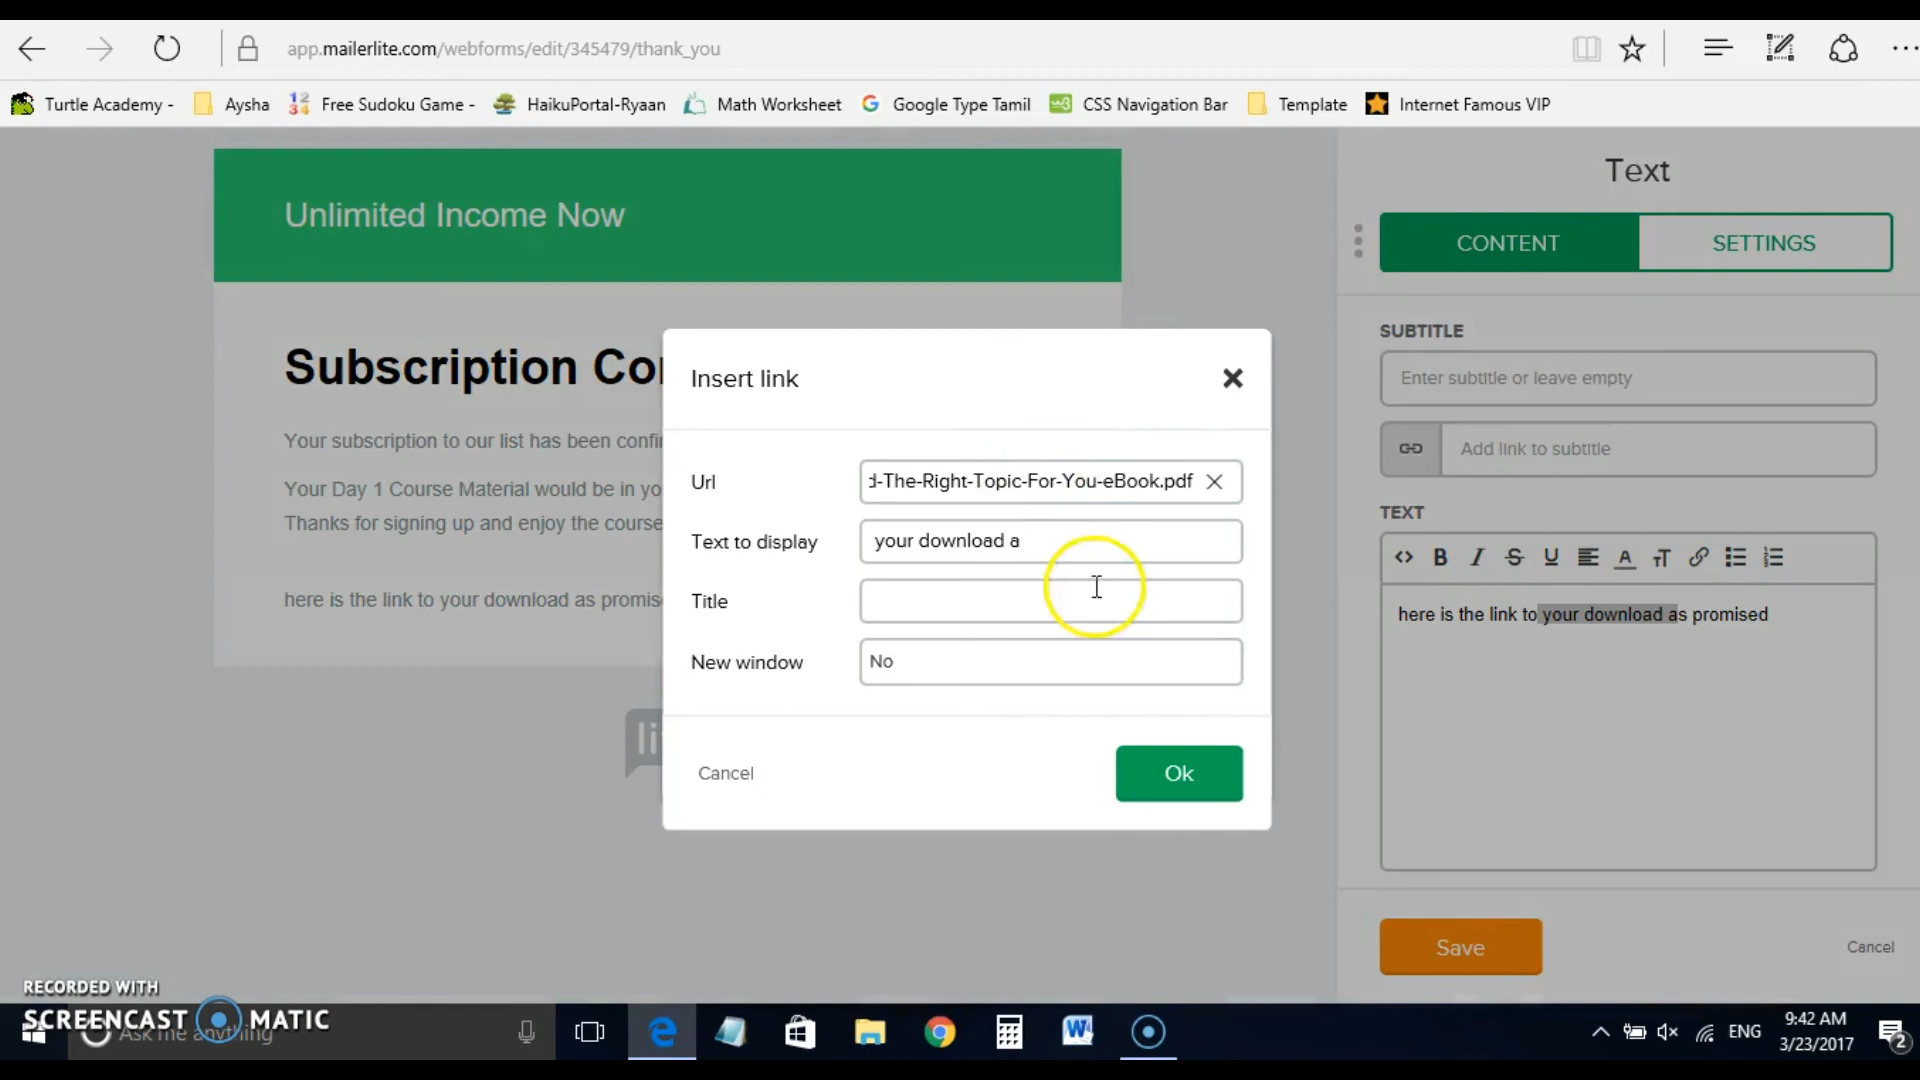 app.mailerlite.com/webforms/edit/345479/thank_you
Turtle Academy - Aysha Free Sudoku Game - HaikuPortal-Ryaan Math Worksheet Google Type Tamil CSS Navigation Bar Template Internet Famous VIP
Unlimited Income Now
Subscription Co
Your subscription to our list has been confi
Your Day 1 Course Material would be in yo
Thanks for signing up and enjoy the course
here is the link to your download as promis
Insert link
Url d-The-Right-Topic-For-You-eBook.pdf
Text to display your download a
Title
New window No
Cancel Ok
Text
CONTENT SETTINGS
SUBTITLE
Enter subtitle or leave empty
Add link to subtitle
TEXT
here is the link to your download as promised
Save Cancel
RECORDED WITH
SCREENCAST MATIC
Ask me anything
ENG
9:42 AM
3/23/2017
2